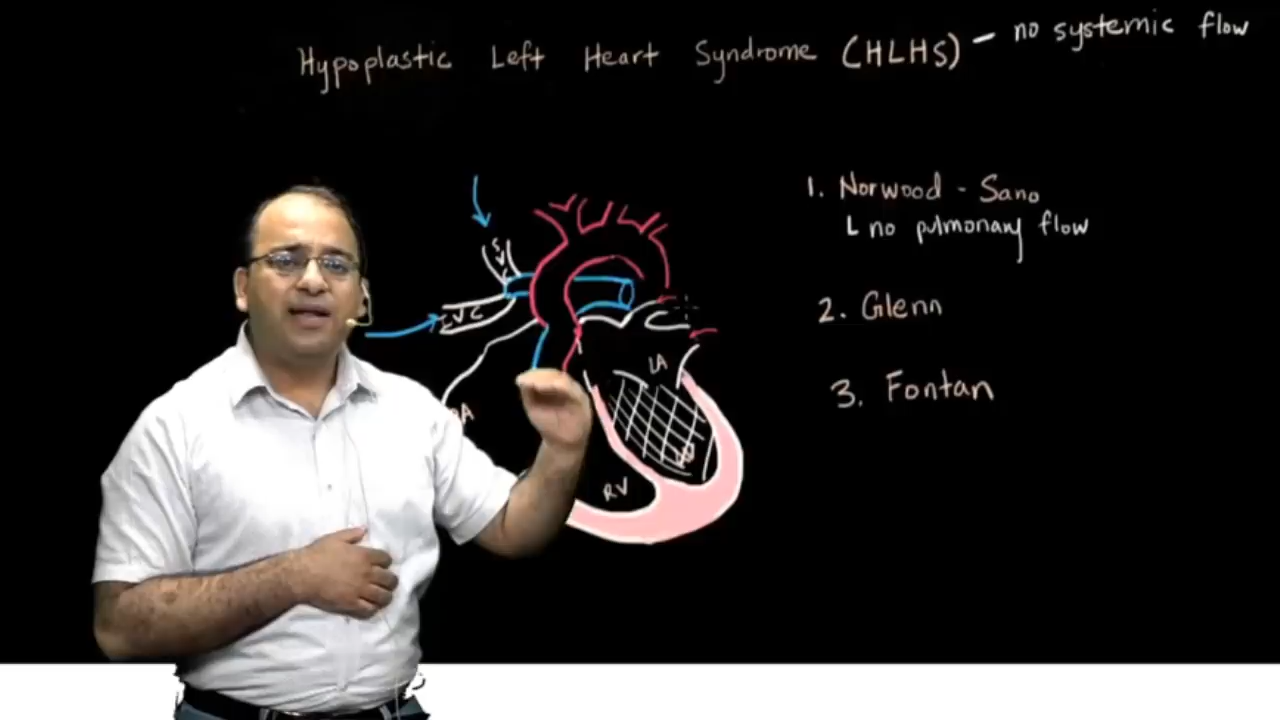 Hypoplastic Left Heart Syndrome (HLHS) - no systemic flow
1. Norwood - Sano
L no pulmonary flow
2. Glenn
3. Fontan
SVC
IVC
LA
RA
RV